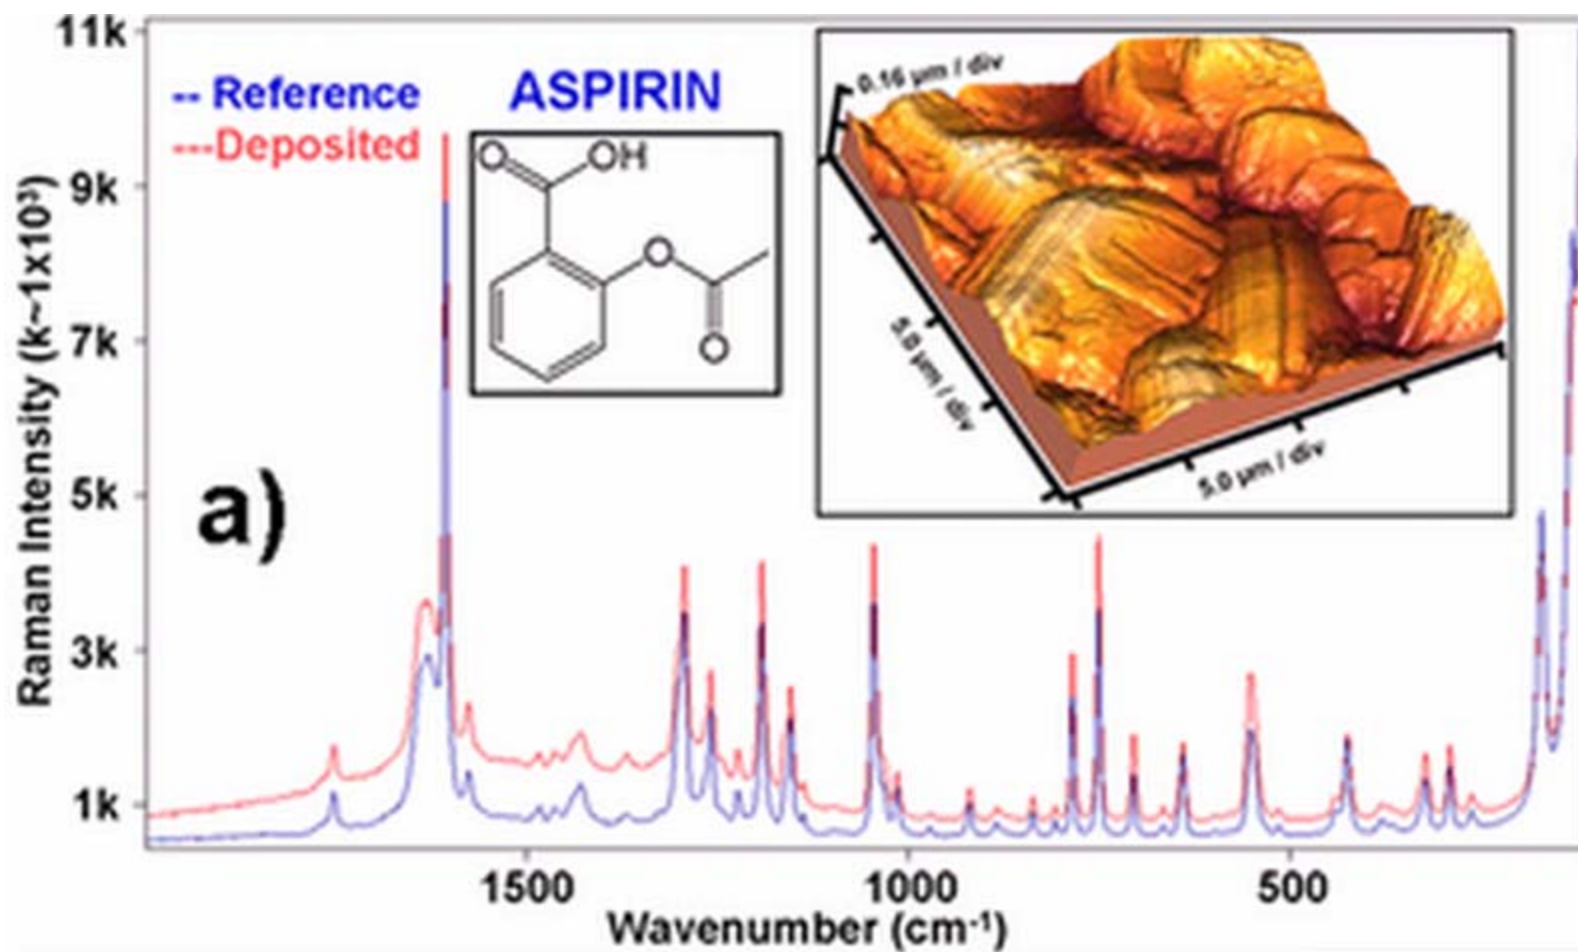 11k
9k
7k
5k
3k
1k
Raman Intensity (k~1x10³)
-- Reference
---Deposited
ASPIRIN
O
OH
O
O
a)
0.16 µm / div
5.0 µm / div
5.0 µm / div
1500
1000
500
Wavenumber (cm⁻¹)